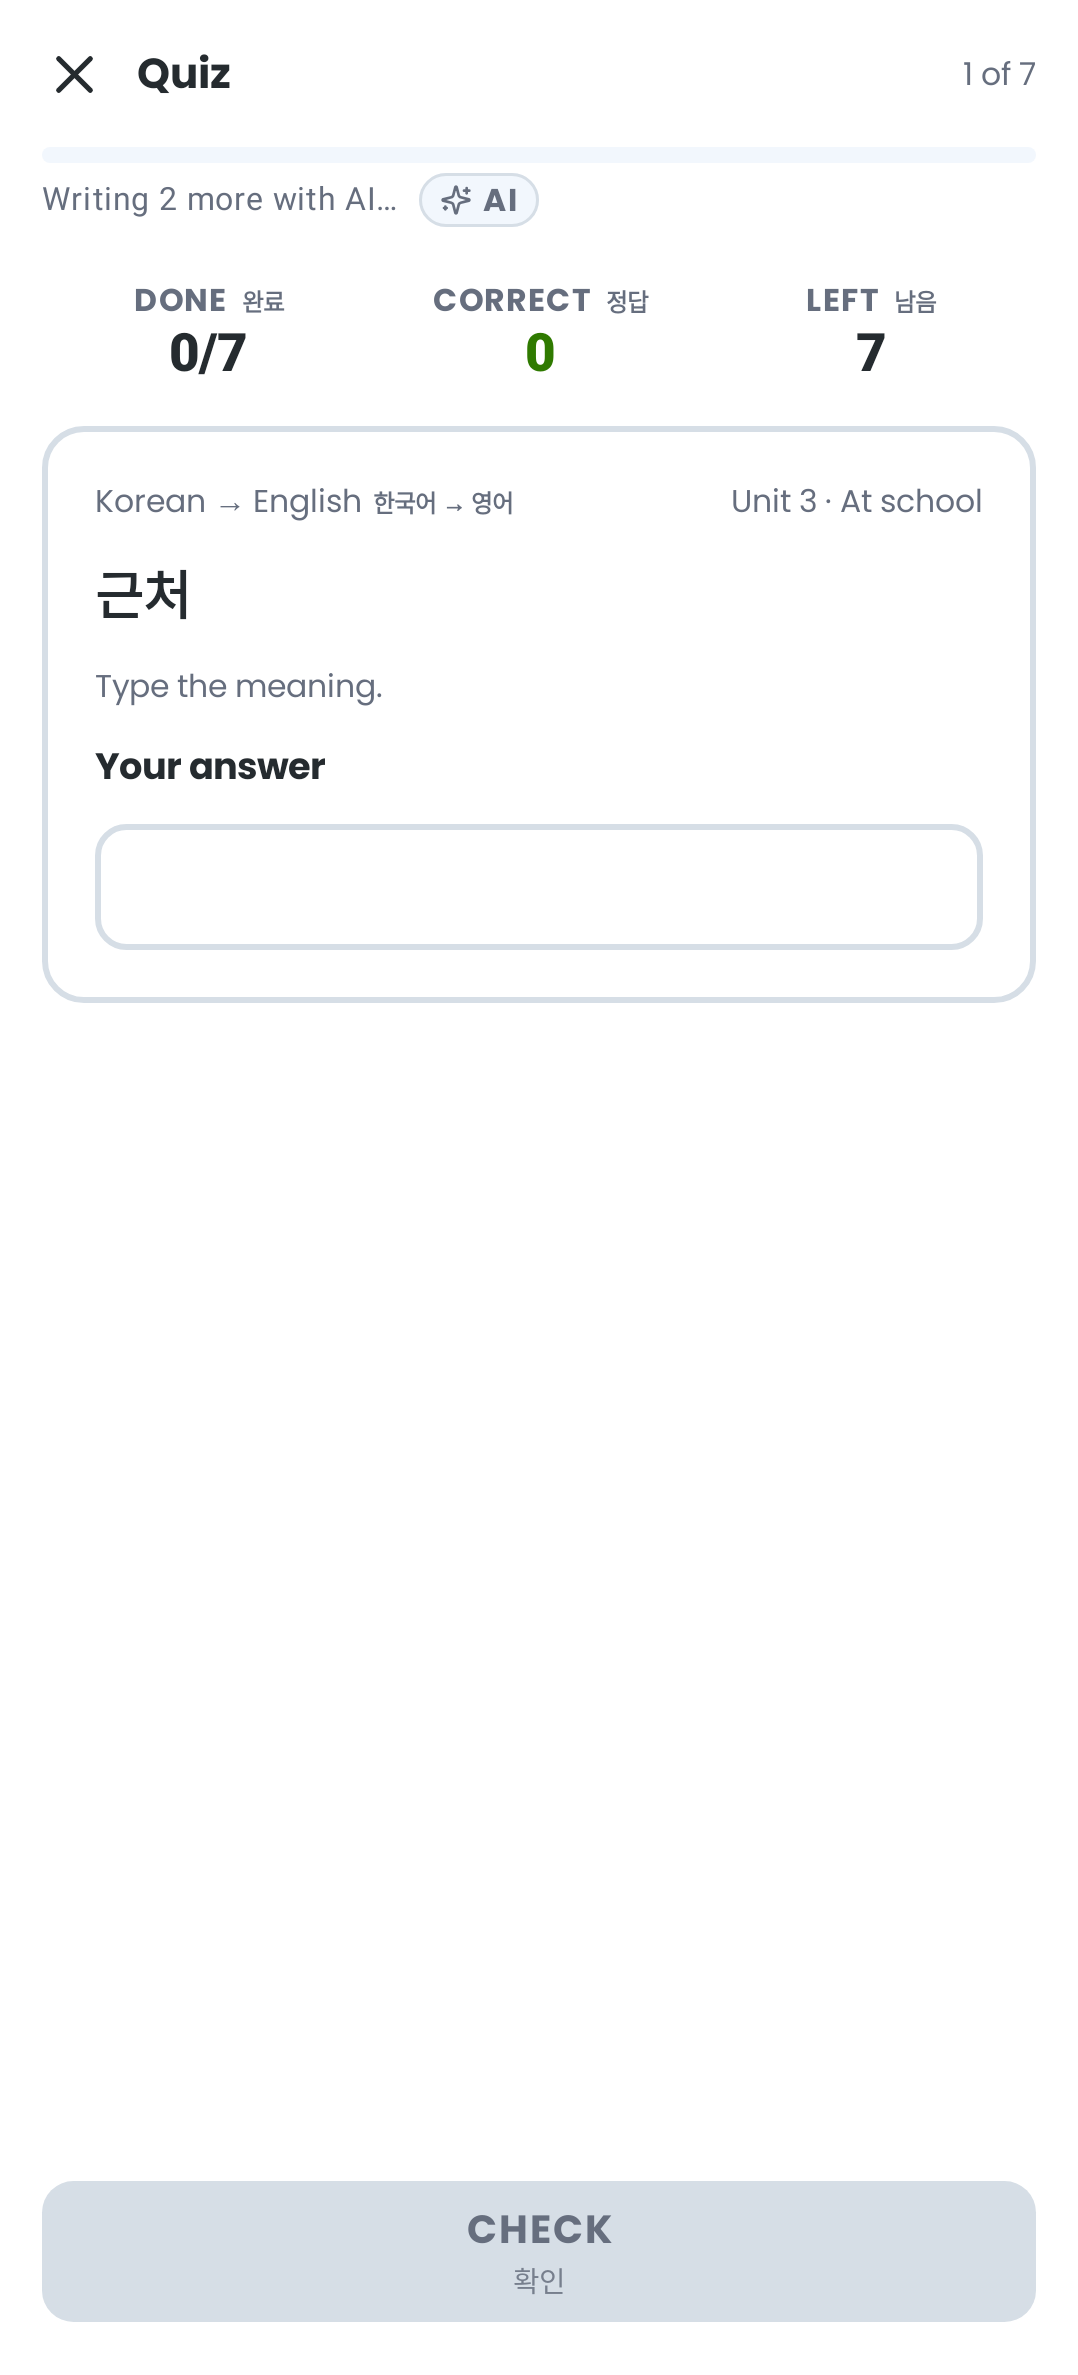 Quiz
1 of 7
Writing 2 more with AI...
AI
DONE 완료
0/7
CORRECT 정답
0
LEFT 남음
7
Korean → English 한국어 → 영어
Unit 3 · At school
근처
Type the meaning.
Your answer
CHECK
확인